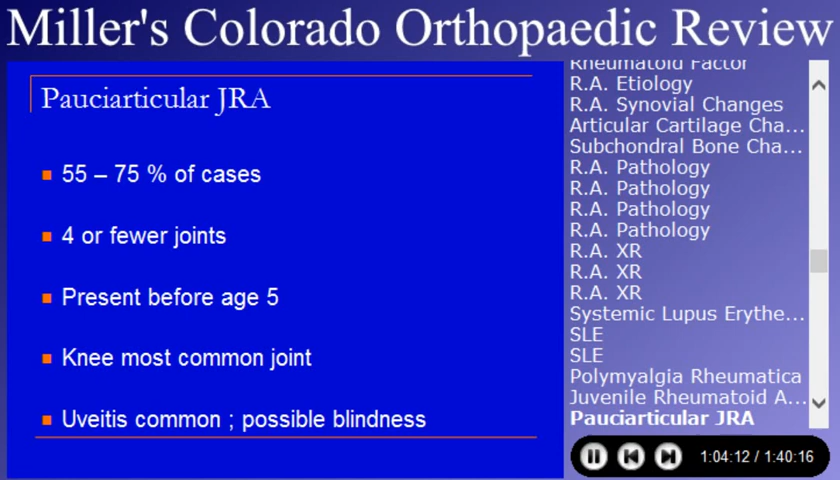 Miller's Colorado Orthopaedic Review
Pauciarticular JRA
55 – 75 % of cases
4 or fewer joints
Present before age 5
Knee most common joint
Uveitis common ; possible blindness
Rheumatoid Factor
R.A. Etiology
R.A. Synovial Changes
Articular Cartilage Cha...
Subchondral Bone Cha...
R.A. Pathology
R.A. Pathology
R.A. Pathology
R.A. Pathology
R.A. XR
R.A. XR
R.A. XR
Systemic Lupus Erythe...
SLE
SLE
Polymyalgia Rheumatica
Juvenile Rheumatoid A...
Pauciarticular JRA
1:04:12 / 1:40:16